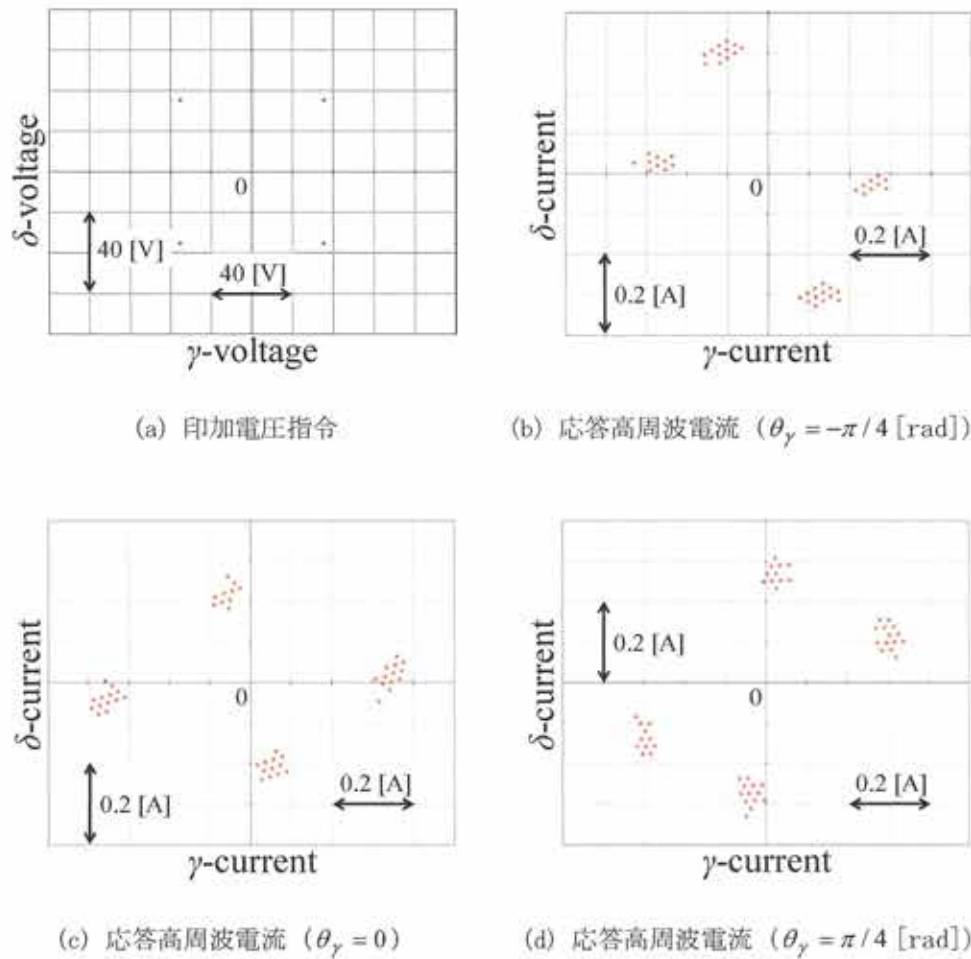 δ-voltage
0
40 [V]
40 [V]
γ-voltage
(a) 印加電圧指令
δ-current
0
0.2 [A]
0.2 [A]
γ-current
(b) 応答高周波電流 (θγ = −π / 4 [rad])
δ-current
0
0.2 [A]
0.2 [A]
γ-current
(c) 応答高周波電流 (θγ = 0)
δ-current
0.2 [A]
0
0.2 [A]
γ-current
(d) 応答高周波電流 (θγ = π / 4 [rad])